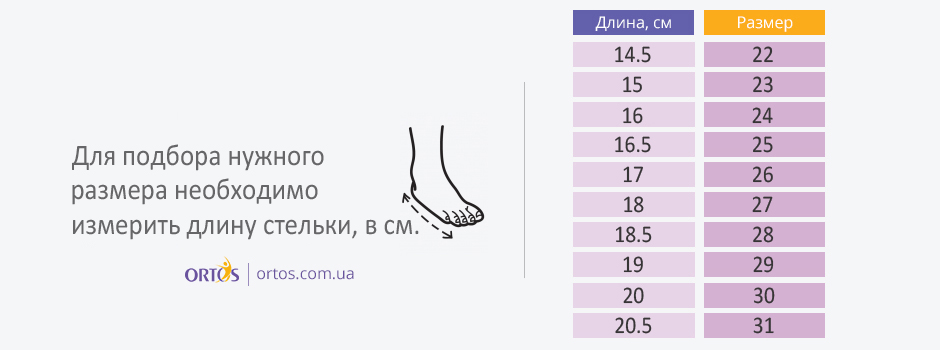 Для подбора нужного
размера необходимо
измерить длину стельки, в см.
ORTOS | ortos.com.ua
Длина, см Размер
14.5 22
15 23
16 24
16.5 25
17 26
18 27
18.5 28
19 29
20 30
20.5 31